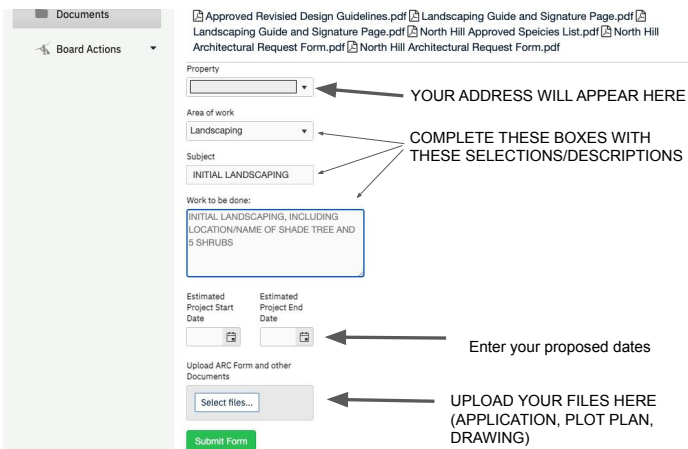 Documents
Board Actions
Approved Revisied Design Guidelines.pdf Landscaping Guide and Signature Page.pdf
Landscaping Guide and Signature Page.pdf North Hill Approved Speicies List.pdf North Hill
Architectural Request Form.pdf North Hill Architectural Request Form.pdf
Property
YOUR ADDRESS WILL APPEAR HERE
Area of work
Landscaping
COMPLETE THESE BOXES WITH
THESE SELECTIONS/DESCRIPTIONS
Subject
INITIAL LANDSCAPING
Work to be done:
INITIAL LANDSCAPING, INCLUDING
LOCATION/NAME OF SHADE TREE AND
5 SHRUBS
Estimated
Project Start
Date
Estimated
Project End
Date
Enter your proposed dates
Upload ARC Form and other
Documents
Select files...
UPLOAD YOUR FILES HERE
(APPLICATION, PLOT PLAN,
DRAWING)
Submit Form